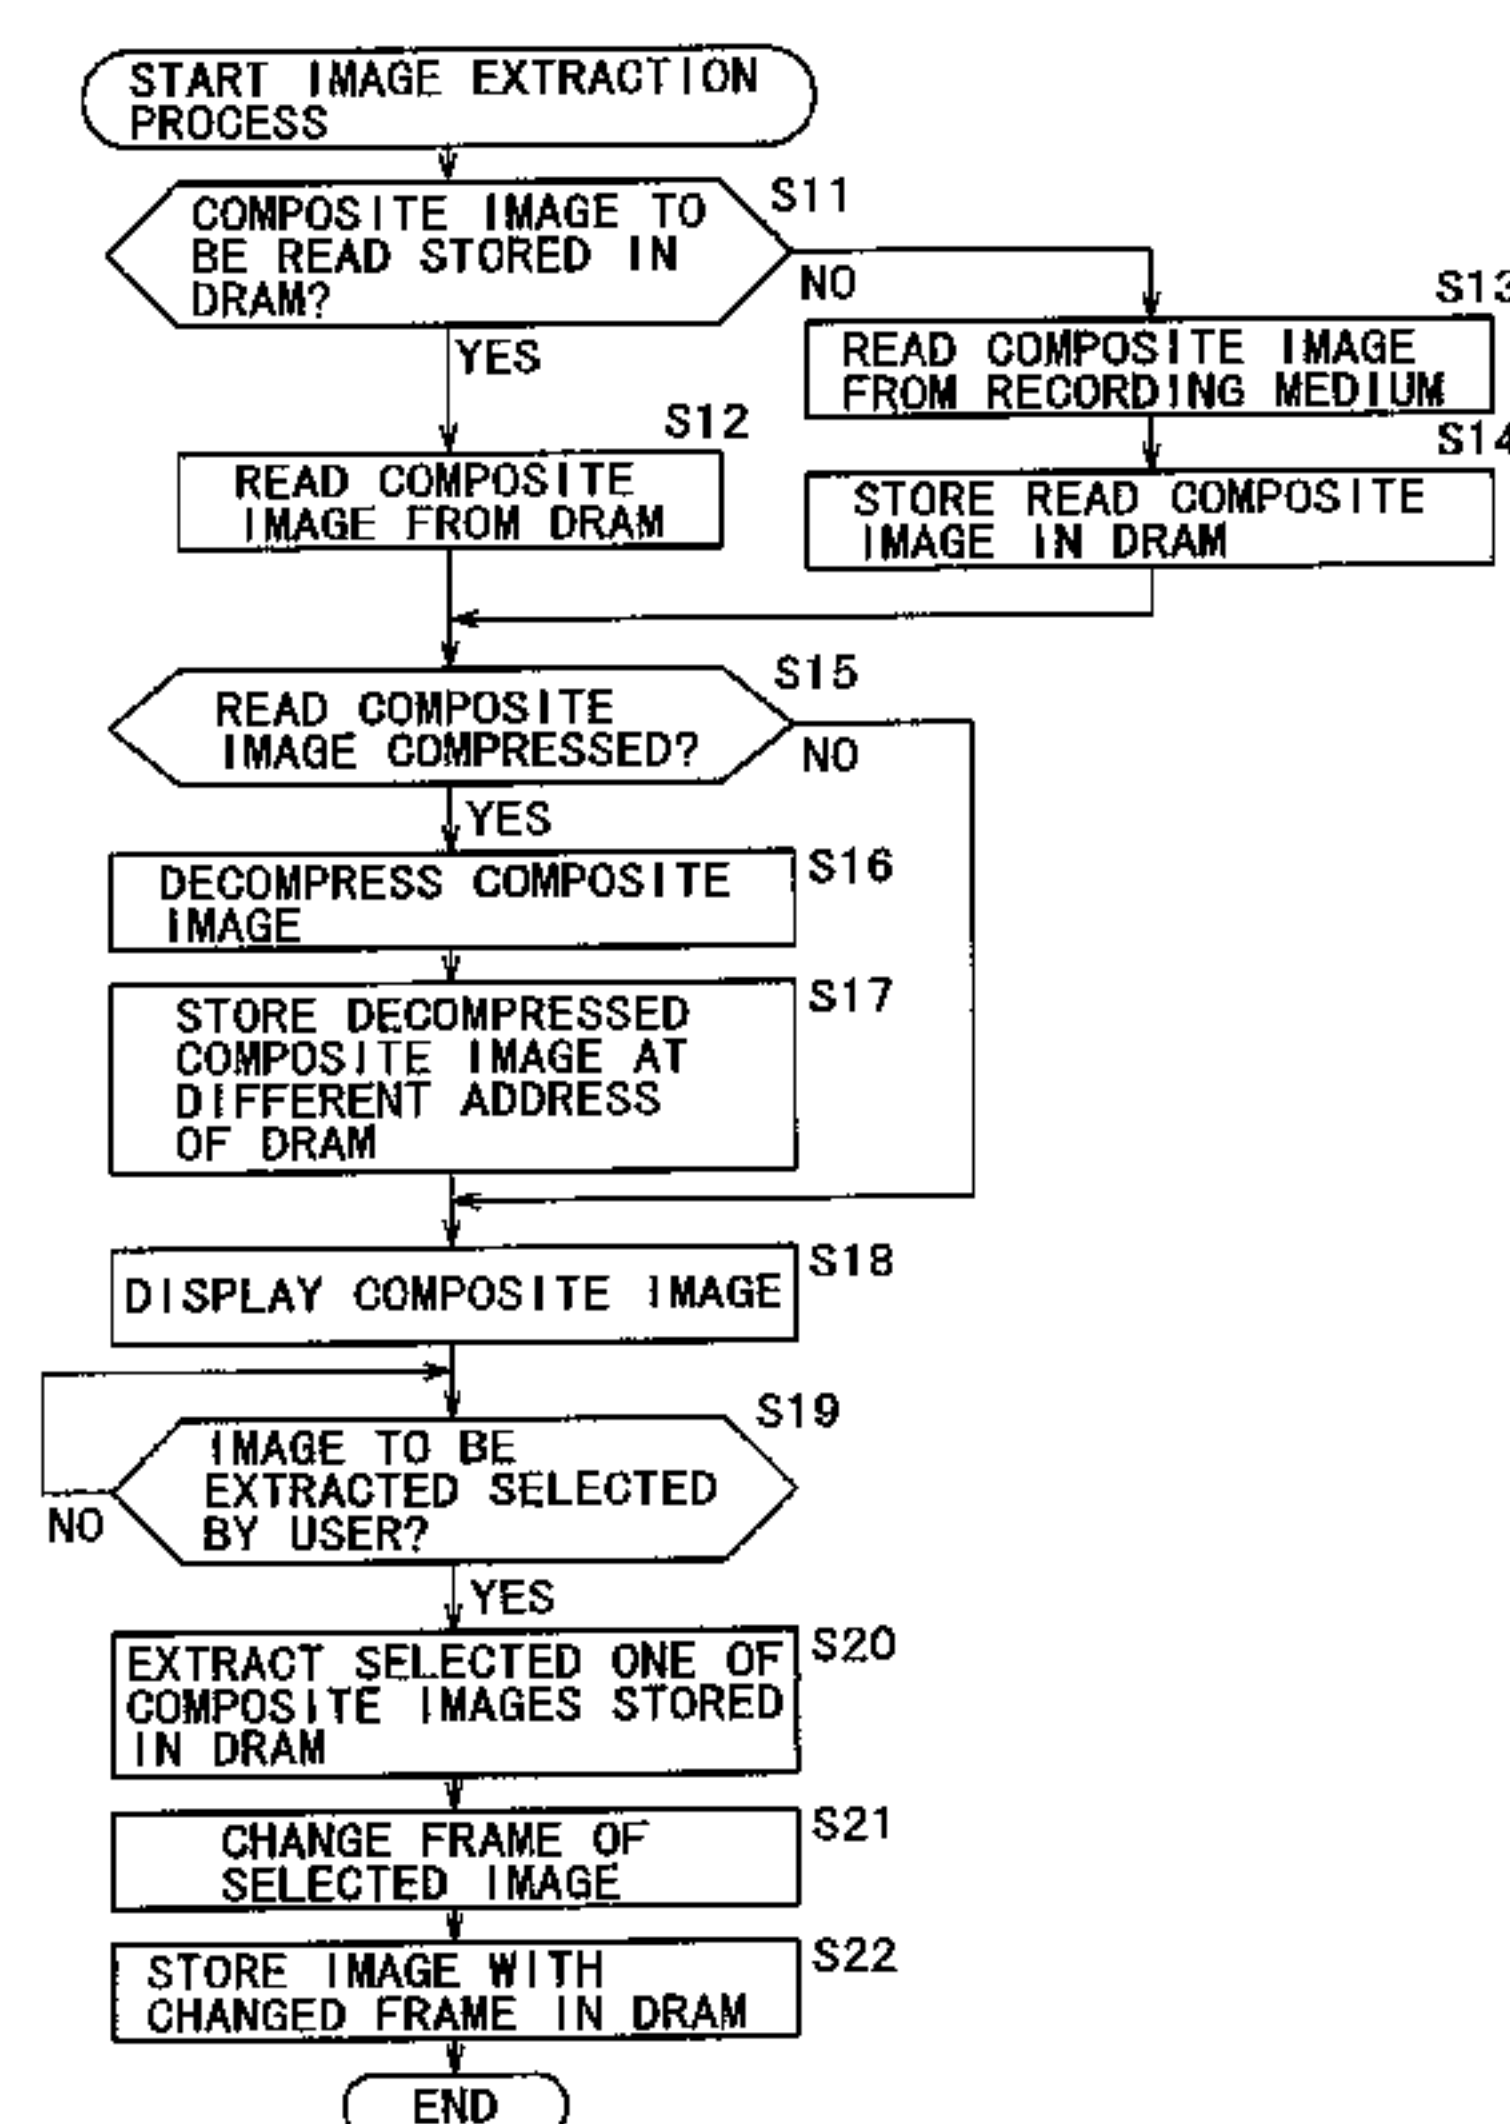 START IMAGE EXTRACTION
PROCESS
S11
COMPOSITE IMAGE TO
BE READ STORED IN
DRAM?
NO
YES
S13
READ COMPOSITE IMAGE
FROM RECORDING MEDIUM
S12
READ COMPOSITE
IMAGE FROM DRAM
S14
STORE READ COMPOSITE
IMAGE IN DRAM
S15
READ COMPOSITE
IMAGE COMPRESSED?
NO
YES
S16
DECOMPRESS COMPOSITE
IMAGE
S17
STORE DECOMPRESSED
COMPOSITE IMAGE AT
DIFFERENT ADDRESS
OF DRAM
S18
DISPLAY COMPOSITE IMAGE
S19
IMAGE TO BE
EXTRACTED SELECTED
BY USER?
NO
YES
S20
EXTRACT SELECTED ONE OF
COMPOSITE IMAGES STORED
IN DRAM
S21
CHANGE FRAME OF
SELECTED IMAGE
S22
STORE IMAGE WITH
CHANGED FRAME IN DRAM
END